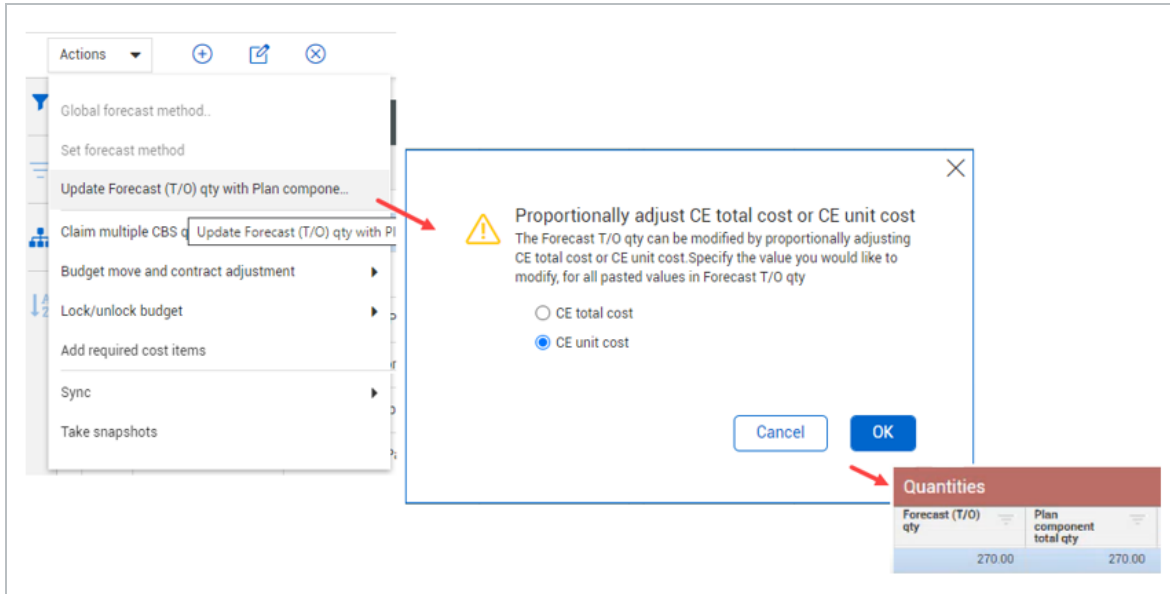 Actions
Global forecast method..
Set forecast method
Update Forecast (T/O) qty with Plan compone...
Claim multiple CBS q
Update Forecast (T/O) qty with Pl
Budget move and contract adjustment
Lock/unlock budget
Add required cost items
Sync
Take snapshots
Proportionally adjust CE total cost or CE unit cost
The Forecast T/O qty can be modified by proportionally adjusting
CE total cost or CE unit cost.Specify the value you would like to
modify, for all pasted values in Forecast T/O qty
CE total cost
CE unit cost
Cancel
OK
Quantities
Forecast (T/O)
qty
Plan
component
total qty
270.00
270.00